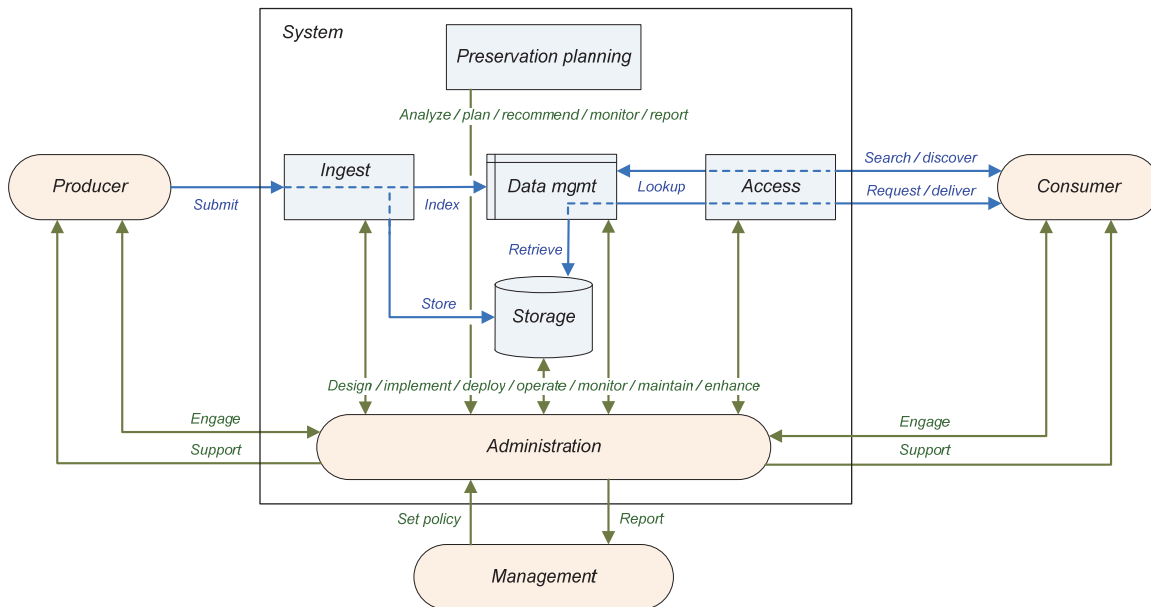 System
Preservation planning
Analyze / plan / recommend / monitor / report
Producer
Submit
Ingest
Index
Data mgmt
Lookup
Access
Search / discover
Request / deliver
Consumer
Retrieve
Store
Storage
Design / implement / deploy / operate / monitor / maintain / enhance
Engage
Support
Administration
Engage
Support
Set policy
Report
Management